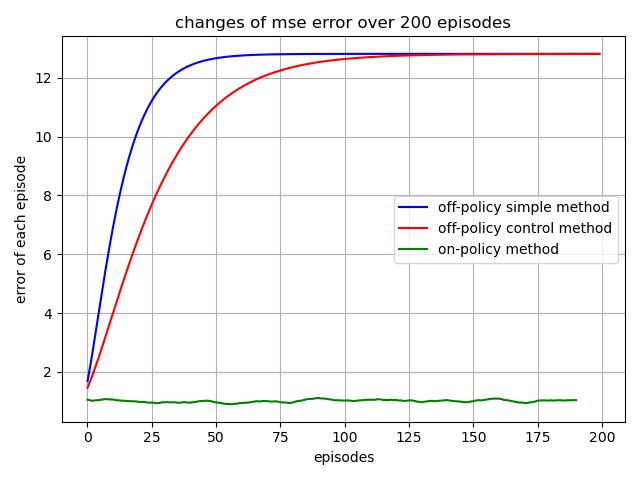 changes of mse error over 200 episodes
error of each episode
12
10
8
6
4
2
off-policy simple method
off-policy control method
on-policy method
0 25 50 75 100 125 150 175 200
episodes